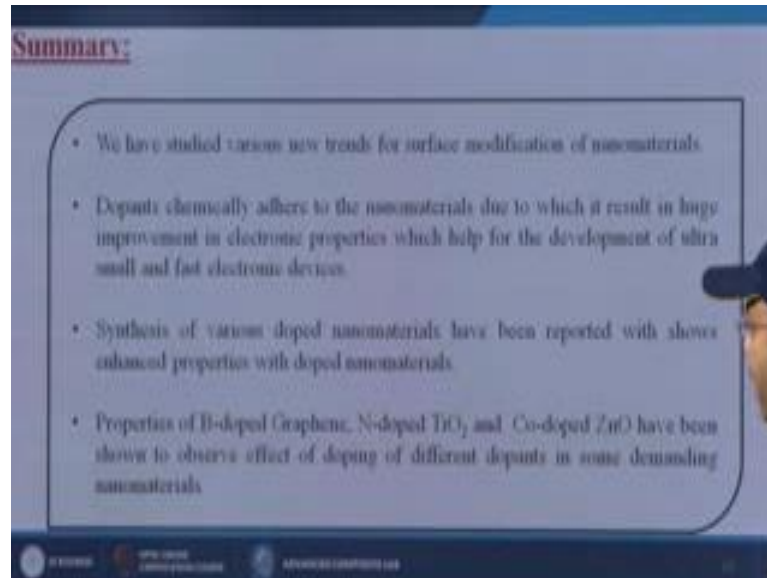 Summary:
• We have studied various new trends for surface modification of nanomaterials.
• Dopants chemically adhere to the nanomaterials due to which it result in huge
improvement in electronic properties which help for the development of ultra
small and fast electronic devices.
• Synthesis of various doped nanomaterials have been reported with shows
enhanced properties with doped nanomaterials.
• Properties of B-doped Graphene, N-doped TiO₂ and Co-doped ZnO have been
shown to observe effect of doping of different dopants in some demanding
nanomaterials
ADVANCED COMPOSITE LAB